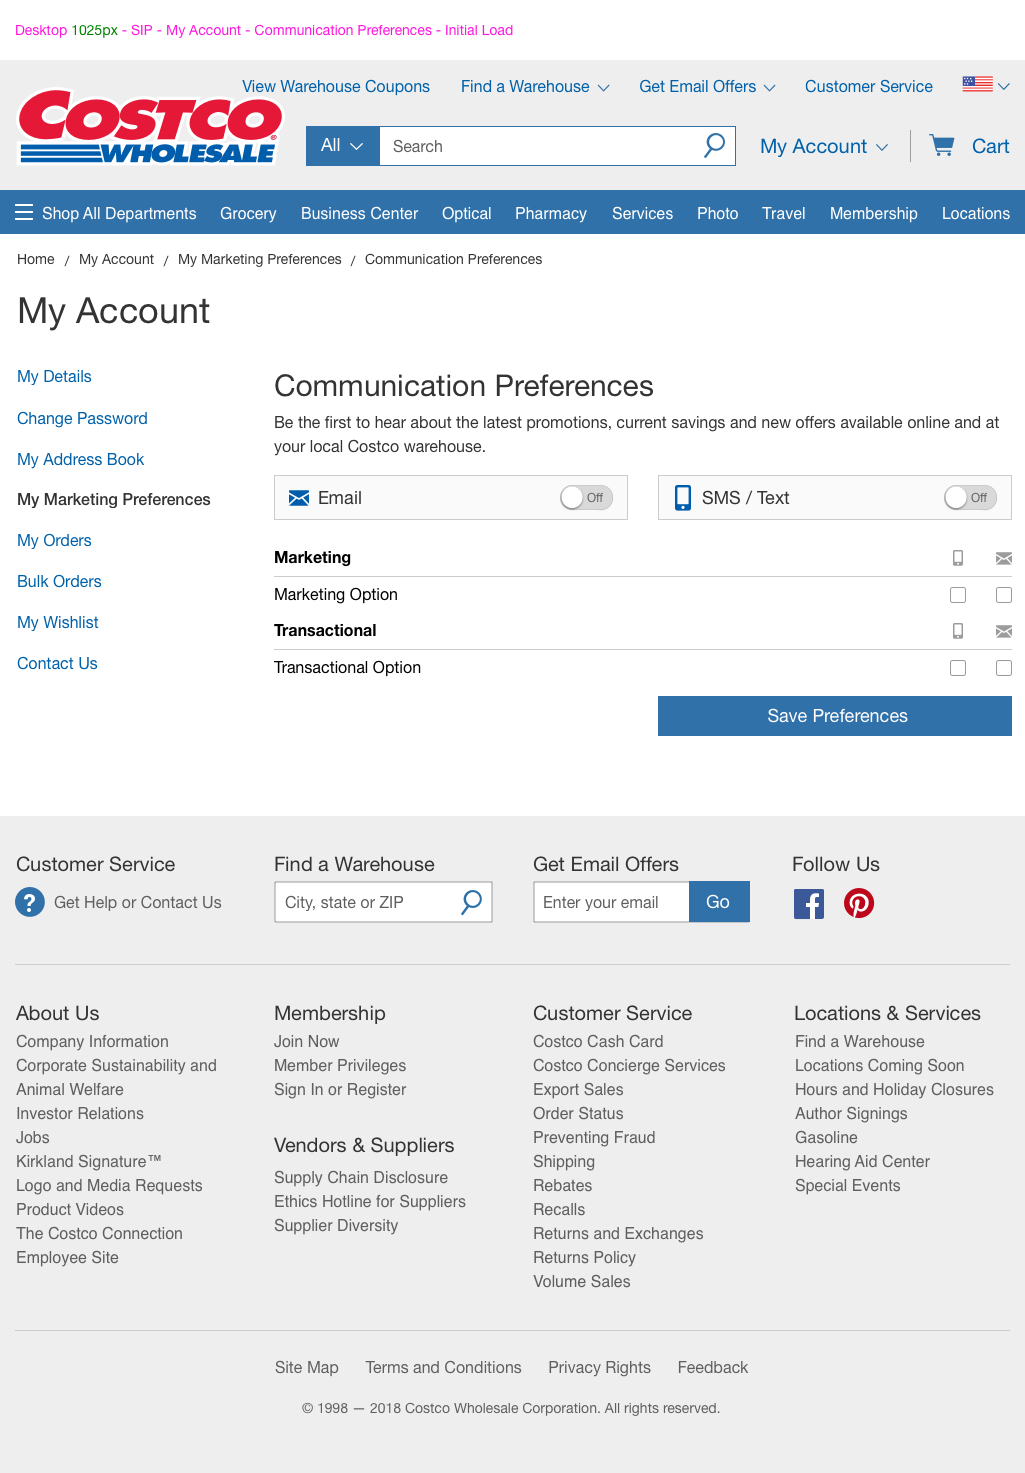 Desktop 1025px - SIP - My Account - Communication Preferences - Initial Load
View Warehouse Coupons Find a Warehouse Get Email Offers Customer Service
COSTCO
WHOLESALE
All Search My Account Cart
Shop All Departments Grocery Business Center Optical Pharmacy Services Photo Travel Membership Locations
Home / My Account / My Marketing Preferences / Communication Preferences
My Account
My Details
Change Password
My Address Book
My Marketing Preferences
My Orders
Bulk Orders
My Wishlist
Contact Us
Communication Preferences
Be the first to hear about the latest promotions, current savings and new offers available online and at
your local Costco warehouse.
Email Off SMS / Text Off
Marketing
Marketing Option
Transactional
Transactional Option
Save Preferences
Customer Service
? Get Help or Contact Us
Find a Warehouse
City, state or ZIP
Get Email Offers
Enter your email Go
Follow Us
About Us
Company Information
Corporate Sustainability and
Animal Welfare
Investor Relations
Jobs
Kirkland Signature™
Logo and Media Requests
Product Videos
The Costco Connection
Employee Site
Membership
Join Now
Member Privileges
Sign In or Register
Vendors & Suppliers
Supply Chain Disclosure
Ethics Hotline for Suppliers
Supplier Diversity
Customer Service
Costco Cash Card
Costco Concierge Services
Export Sales
Order Status
Preventing Fraud
Shipping
Rebates
Recalls
Returns and Exchanges
Returns Policy
Volume Sales
Locations & Services
Find a Warehouse
Locations Coming Soon
Hours and Holiday Closures
Author Signings
Gasoline
Hearing Aid Center
Special Events
Site Map Terms and Conditions Privacy Rights Feedback
© 1998 — 2018 Costco Wholesale Corporation. All rights reserved.